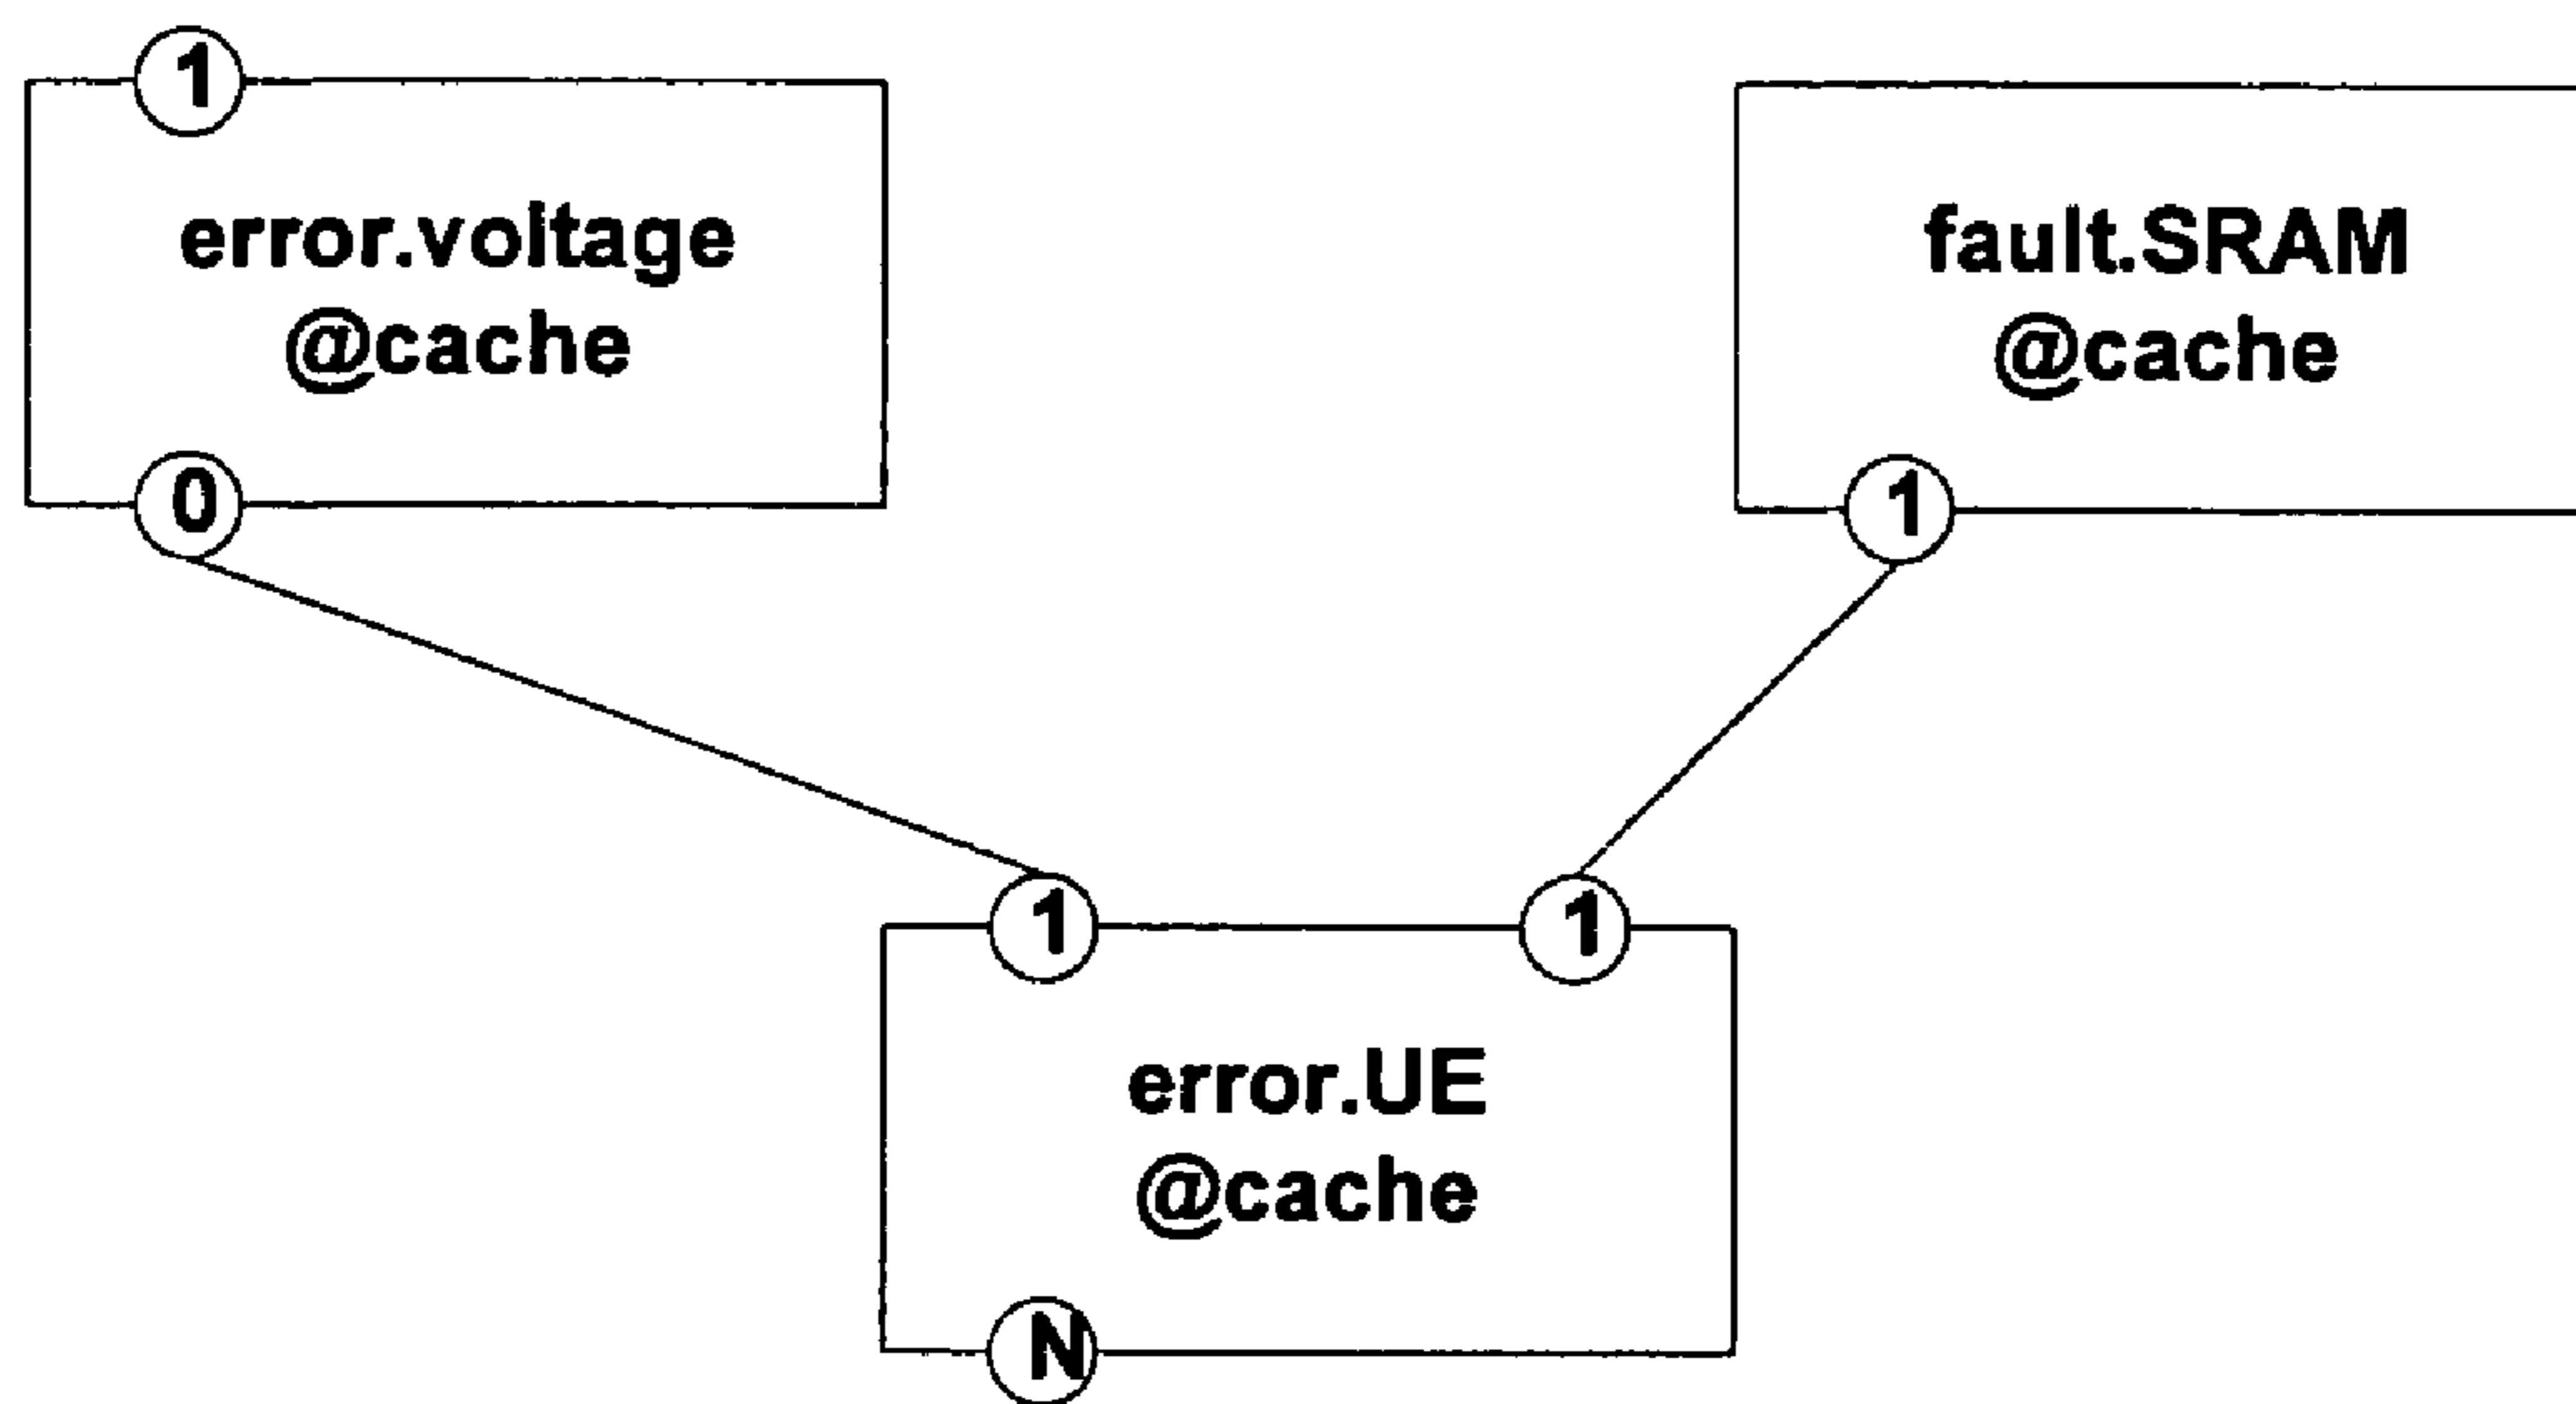 1
error.voltage
@cache
0
fault.SRAM
@cache
1
1
1
error.UE
@cache
N